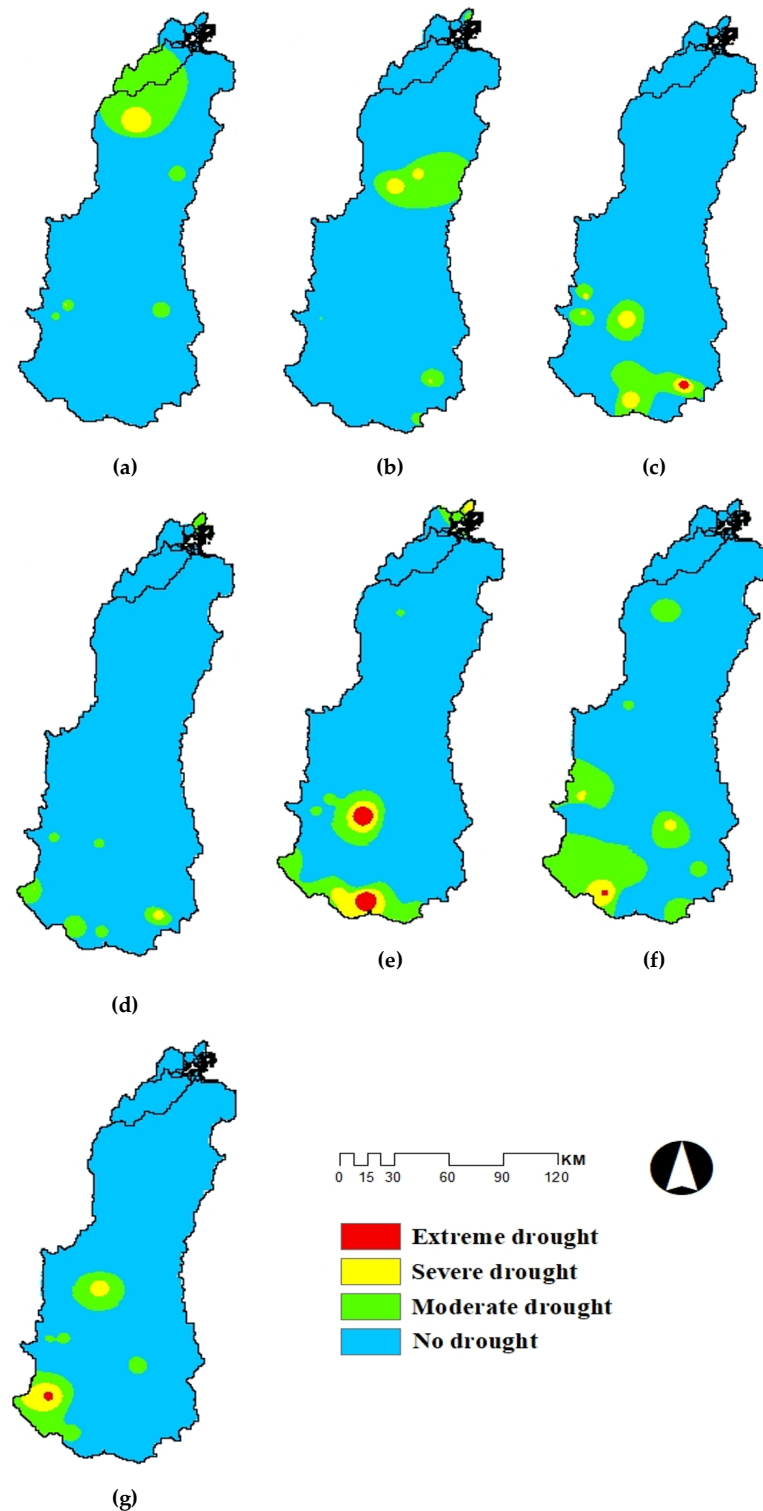 (a)
(b)
(c)
(d)
(e)
(f)
(g)
KM
0 15 30 60 90 120
Extreme drought
Severe drought
Moderate drought
No drought